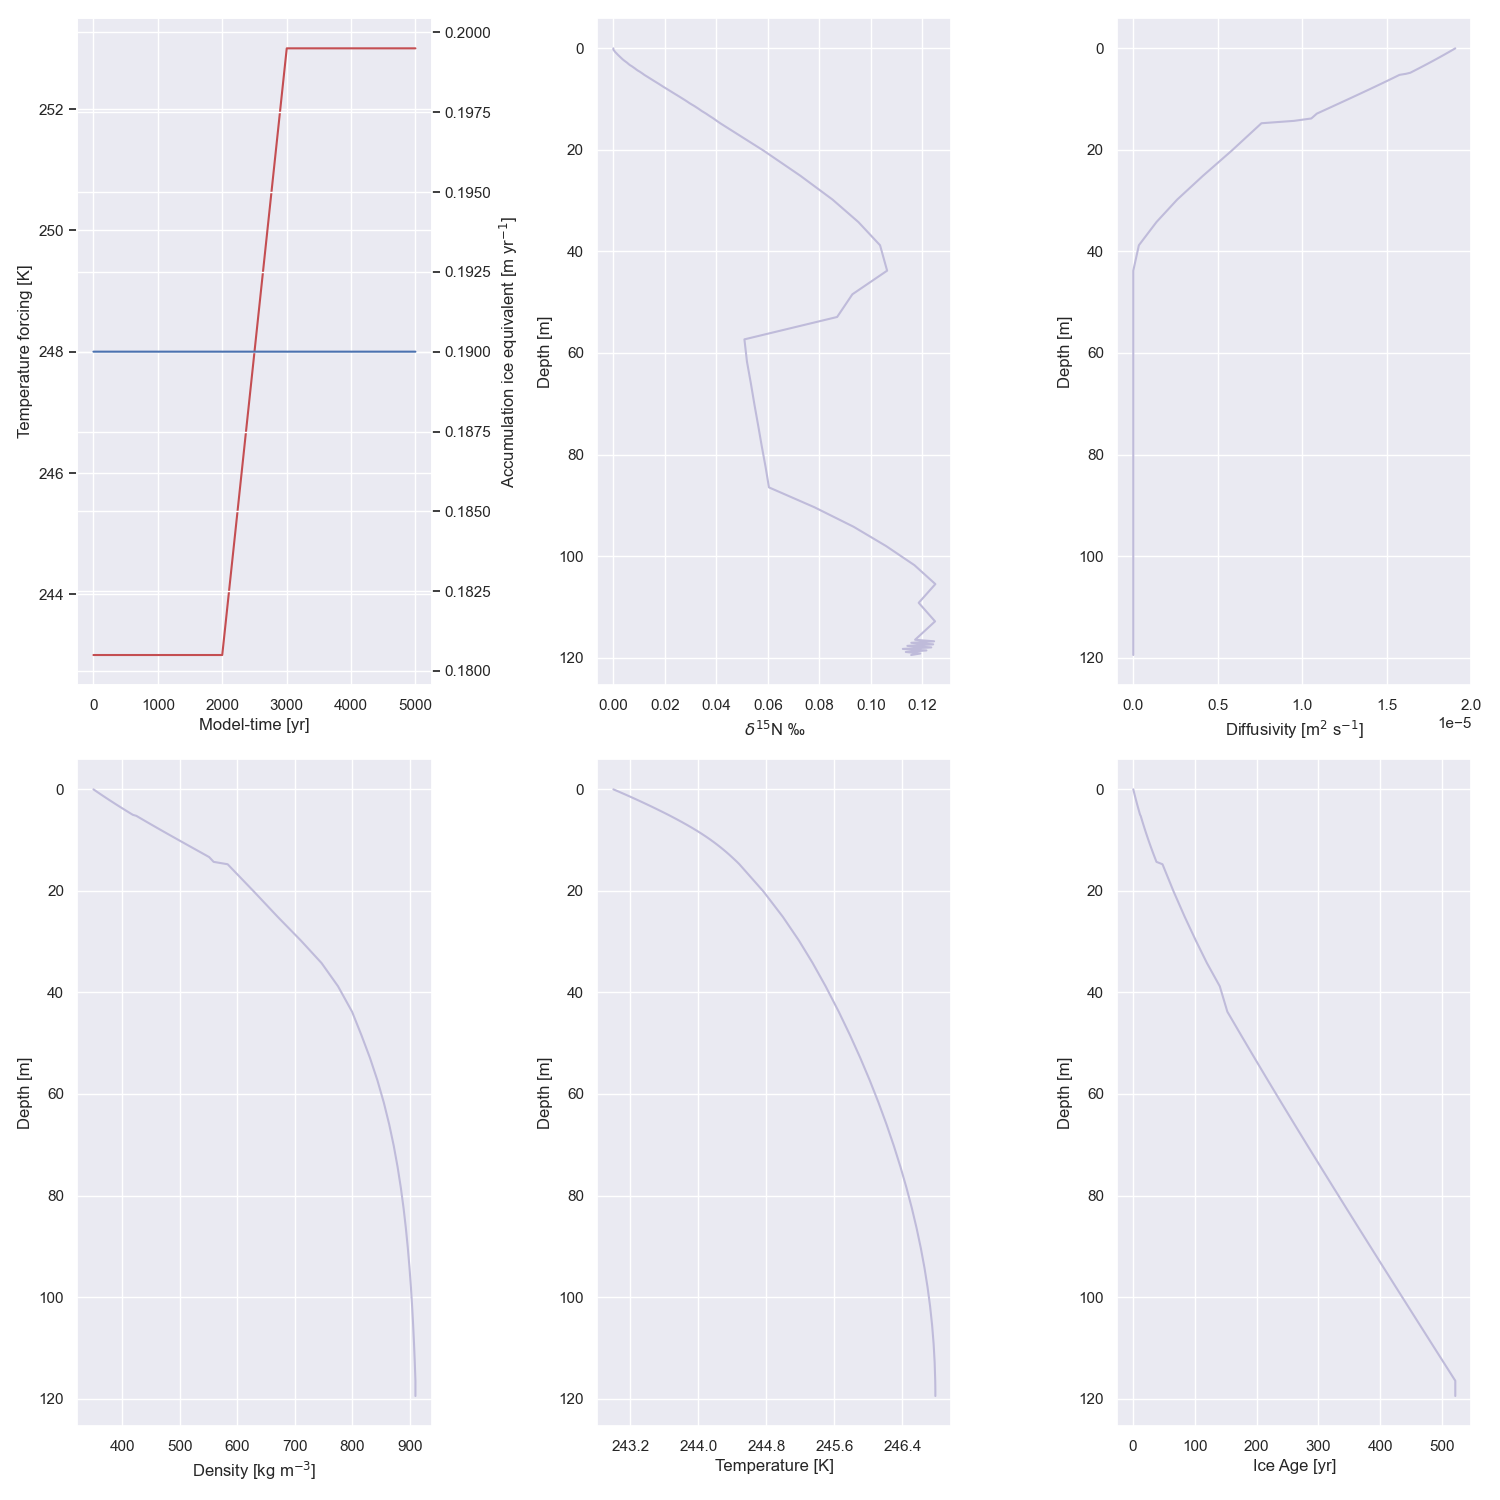 Temperature forcing [K]
252
250
248
246
244
0.2000
0.1975
0.1950
0.1925
0.1900
0.1875
0.1850
0.1825
0.1800
Accumulation ice equivalent [m yr⁻¹]
0 1000 2000 3000 4000 5000
Model-time [yr]
Depth [m]
0
20
40
60
80
100
120
0.00 0.02 0.04 0.06 0.08 0.10 0.12
δ¹⁵N ‰
Depth [m]
0
20
40
60
80
100
120
0.0 0.5 1.0 1.5 2.0
1e−5
Diffusivity [m² s⁻¹]
Depth [m]
0
20
40
60
80
100
120
400 500 600 700 800 900
Density [kg m⁻³]
Depth [m]
0
20
40
60
80
100
120
243.2 244.0 244.8 245.6 246.4
Temperature [K]
Depth [m]
0
20
40
60
80
100
120
0 100 200 300 400 500
Ice Age [yr]